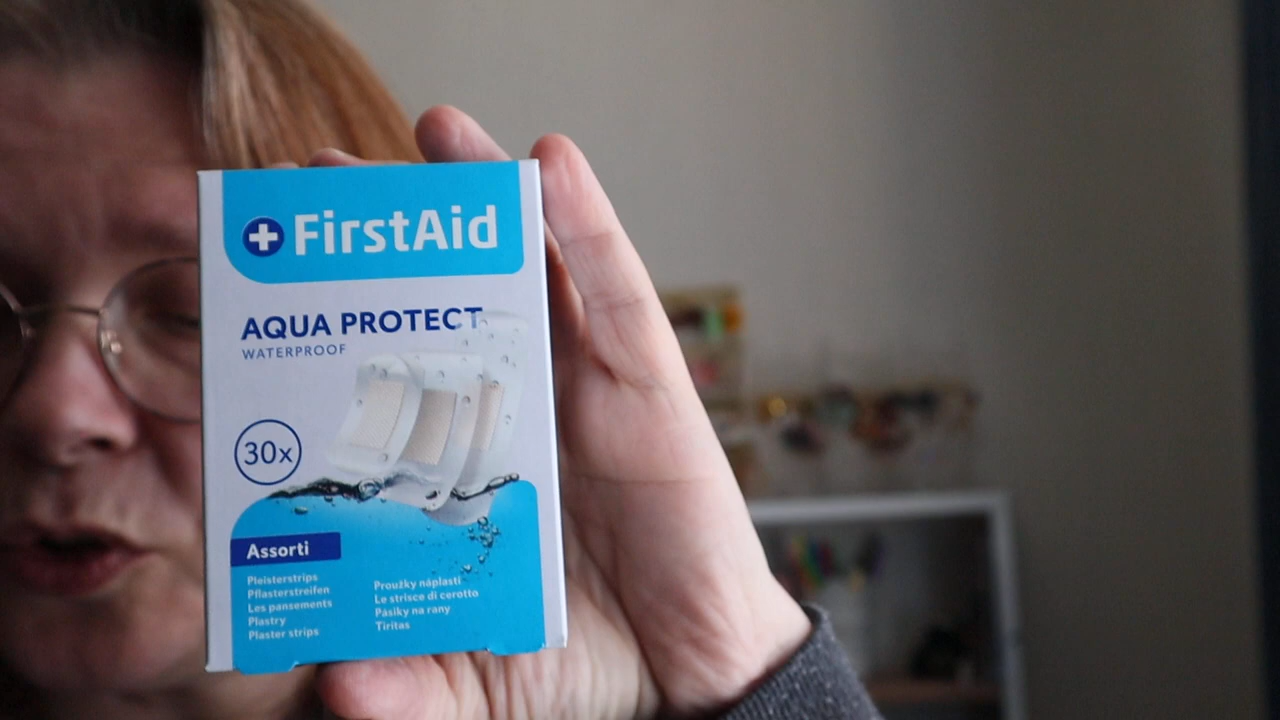 FirstAid
AQUA PROTECT
WATERPROOF
30x
Assorti
Pleisterstrips
Pflasterstreifen
Les pansements
Plastry
Plaster strips
Proužky náplasti
Le strisce di cerotto
Pásiky na rany
Tiritas